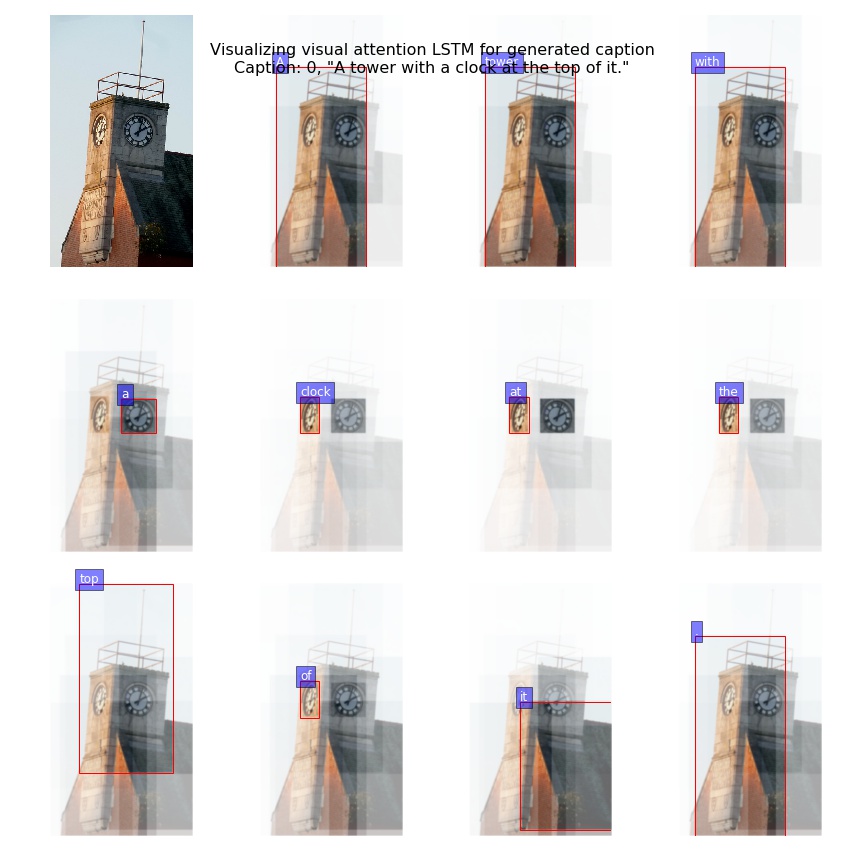 Visualizing visual attention LSTM for generated caption
Caption: 0, "A tower with a clock at the top of it."
A
tower
with
a
clock
at
the
top
of
it
.